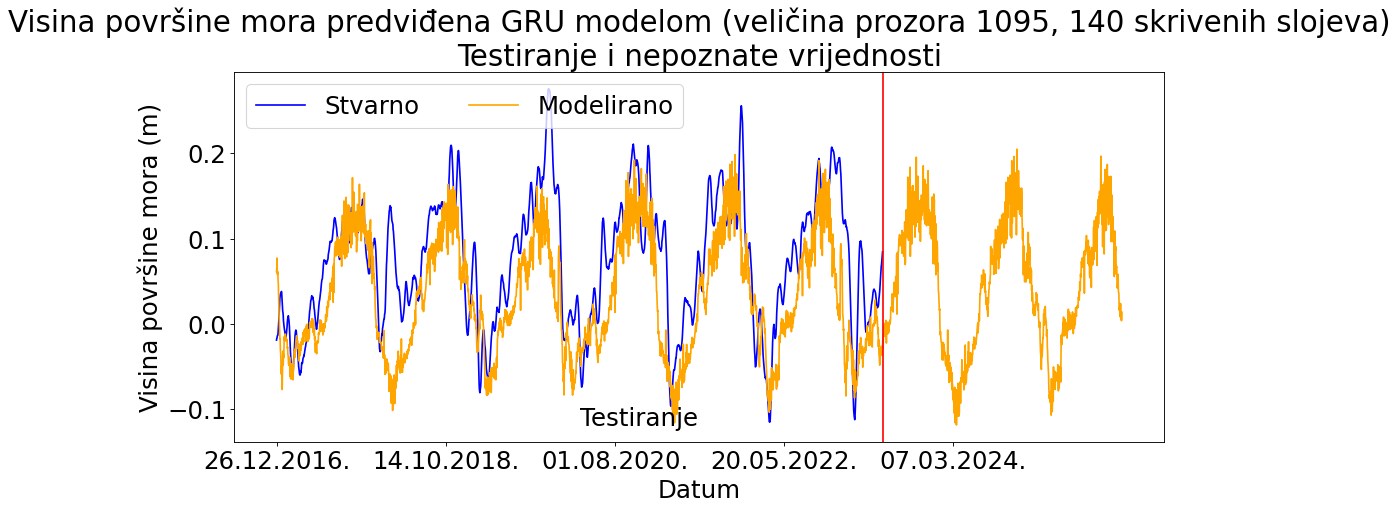 Visina površine mora predviđena GRU modelom (veličina prozora 1095, 140 skrivenih slojeva)
Testiranje i nepoznate vrijednosti
Stvarno
Modelirano
Visina površine mora (m)
0.2
0.1
0.0
−0.1
Testiranje
26.12.2016.
14.10.2018.
01.08.2020.
20.05.2022.
07.03.2024.
Datum